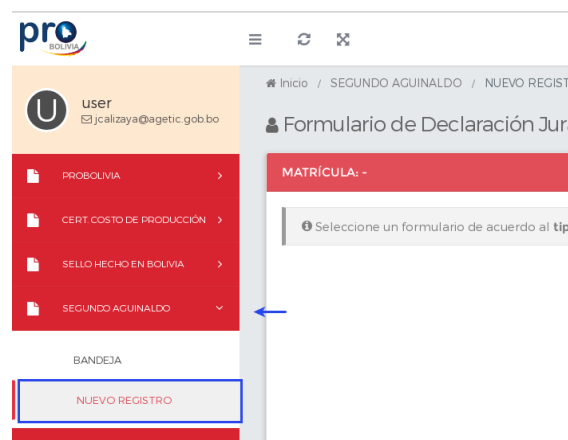 pro
BOLIVIA
Inicio / SEGUNDO AGUINALDO / NUEVO REGIST
U
user
jcalizaya@agetic.gob.bo
Formulario de Declaración Jur
PROBOLIVIA
MATRÍCULA: -
CERT. COSTO DE PRODUCCIÓN
Seleccione un formulario de acuerdo al tip
SELLO HECHO EN BOLIVIA
SEGUNDO AGUINALDO
BANDEJA
NUEVO REGISTRO